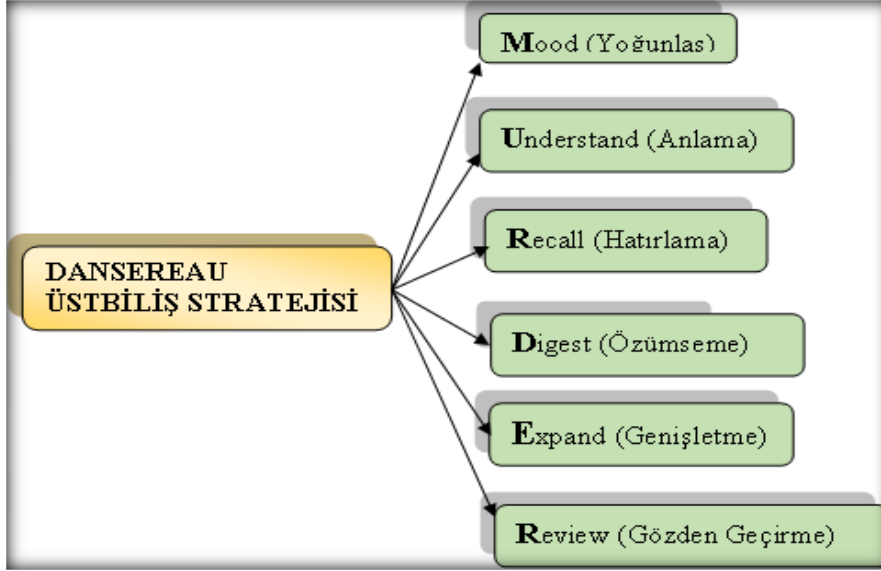 Mood (Yoğunlas)
Understand (Anlama)
Recall (Hatırlama)
DANSEREAU
ÜSTBİLİŞ STRATEJİSİ
Digest (Özümseme)
Expand (Genişletme)
Review (Gözden Geçirme)